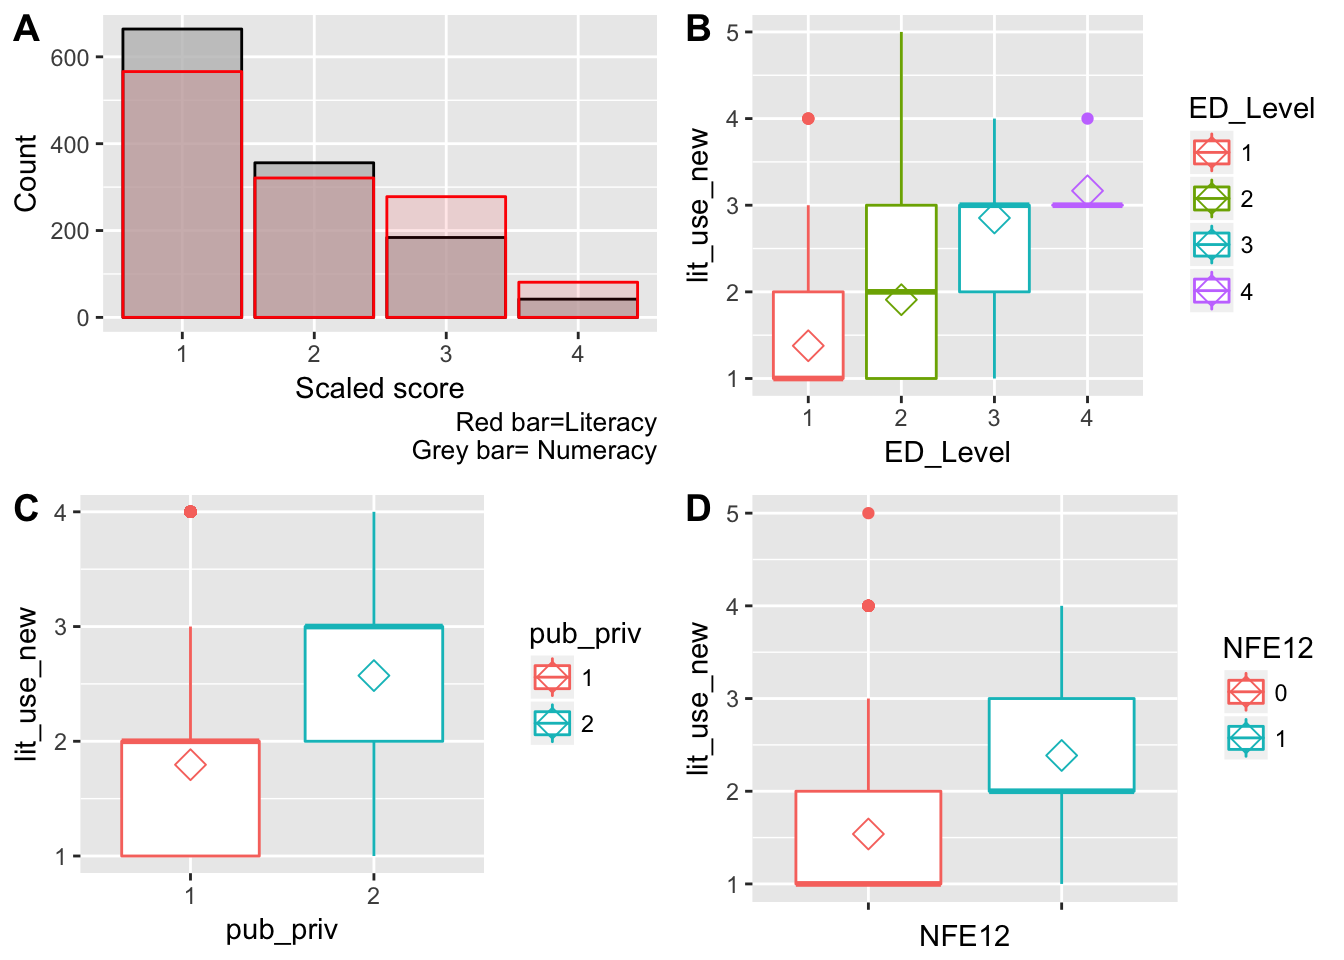 A
600
400
200
0
Count
1 2 3 4
Scaled score
Red bar=Literacy
Grey bar= Numeracy
B
5
4
3
2
1
lit_use_new
1 2 3 4
ED_Level
ED_Level
1
2
3
4
C
4
3
2
1
lit_use_new
1 2
pub_priv
pub_priv
1
2
D
5
4
3
2
1
lit_use_new
NFE12
NFE12
0
1